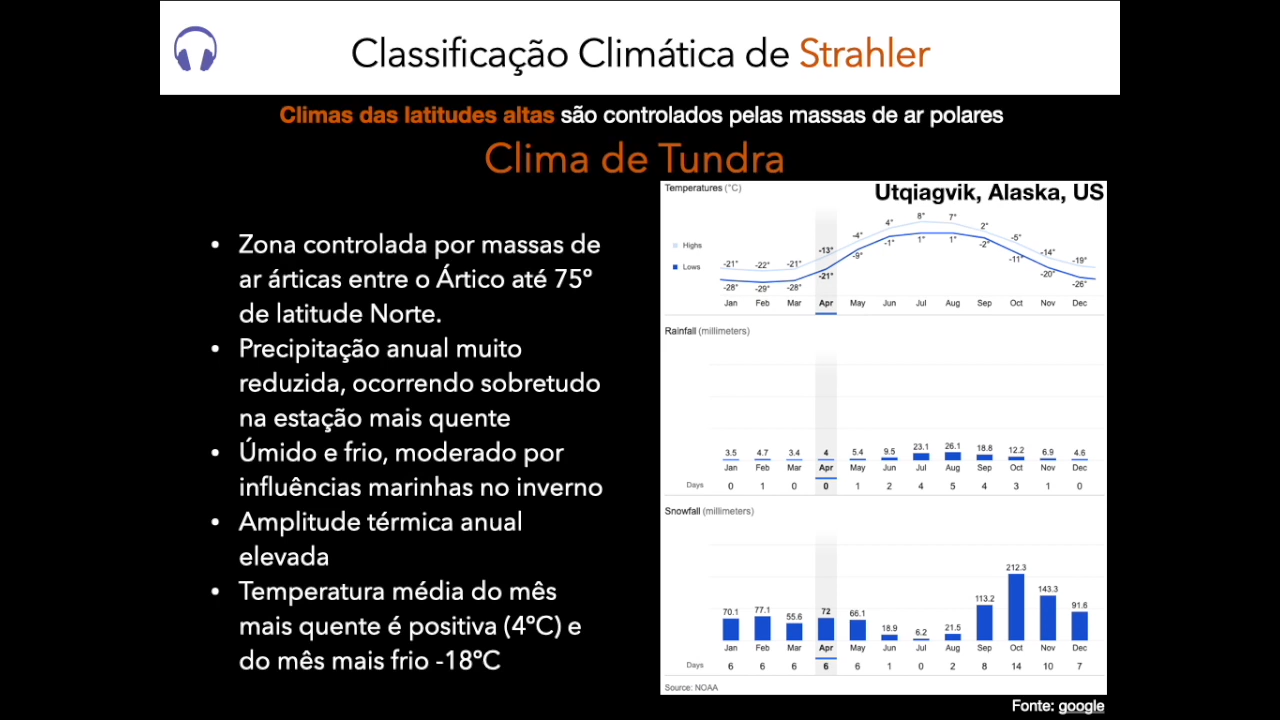 Classificação Climática de Strahler
Climas das latitudes altas são controlados pelas massas de ar polares
Clima de Tundra
• Zona controlada por massas de
ar árticas entre o Ártico até 75º
de latitude Norte.
• Precipitação anual muito
reduzida, ocorrendo sobretudo
na estação mais quente
• Úmido e frio, moderado por
influências marinhas no inverno
• Amplitude térmica anual
elevada
• Temperatura média do mês
mais quente é positiva (4ºC) e
do mês mais frio -18ºC
Temperatures (°C)
Utqiagvik, Alaska, US
Highs
Lows
-21° -22° -21° -13° -4° 4° 8° 7° 2° -5° -14° -19°
-28° -29° -28° -21° -9° -1° 1° 1° -2° -11° -20° -26°
Jan Feb Mar Apr May Jun Jul Aug Sep Oct Nov Dec
Rainfall (millimeters)
3.5 4.7 3.4 4 5.4 9.5 23.1 26.1 18.8 12.2 6.9 4.6
Jan Feb Mar Apr May Jun Jul Aug Sep Oct Nov Dec
Days 0 1 0 0 1 2 4 5 4 3 1 0
Snowfall (millimeters)
70.1 77.1 55.6 72 66.1 18.9 6.2 21.5 113.2 212.3 143.3 91.6
Jan Feb Mar Apr May Jun Jul Aug Sep Oct Nov Dec
Days 6 6 6 6 6 1 0 2 8 14 10 7
Source: NOAA
Fonte: google